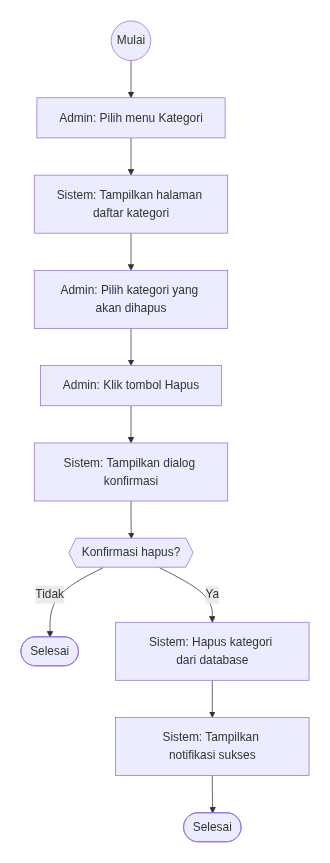 Mulai
Admin: Pilih menu Kategori
Sistem: Tampilkan halaman
daftar kategori
Admin: Pilih kategori yang
akan dihapus
Admin: Klik tombol Hapus
Sistem: Tampilkan dialog
konfirmasi
Konfirmasi hapus?
Tidak
Ya
Selesai
Sistem: Hapus kategori
dari database
Sistem: Tampilkan
notifikasi sukses
Selesai